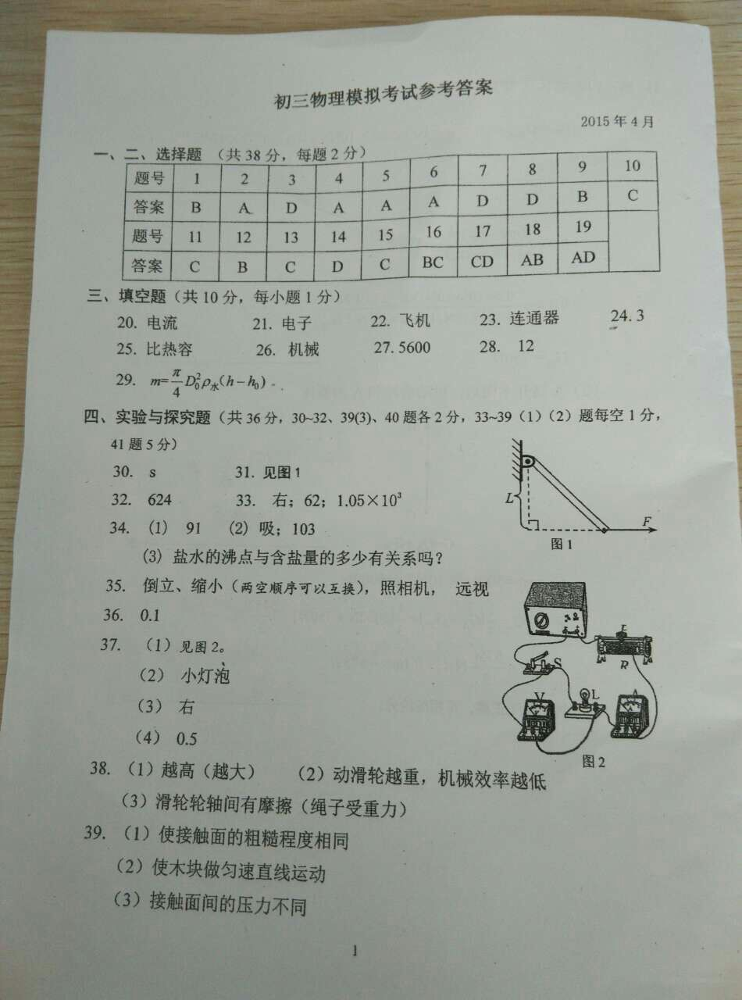 初三物理模拟考试参考答案
2015年4月
一、二、选择题 (共38分，每题2分)
题号 1 2 3 4 5 6 7 8 9 10
答案 B A D A A A D D B C
题号 11 12 13 14 15 16 17 18 19
答案 C B C D C BC CD AB AD
三、填空题(共10分，每小题1分)
20. 电流 21. 电子 22. 飞机 23. 连通器 24. 3
25. 比热容 26. 机械 27. 5600 28. 12
29. m=π/4 D₀²ρ水(h－h₀)
四、实验与探究题(共36分，30~32、39(3)、40题各2分，33~39（1）（2）题每空1分，
41题5分)
30. s 31. 见图1
32. 624 33. 右；62；1.05×10³
34. (1) 91 (2) 吸；103
(3) 盐水的沸点与含盐量的多少有关系吗？
35. 倒立、缩小（两空顺序可以互换），照相机， 远视
36. 0.1
37. （1）见图2。
（2） 小灯泡
（3） 右
（4） 0.5
L
F
图1
P
S
R
V
L
A
图2
38. （1）越高（越大） （2）动滑轮越重，机械效率越低
（3）滑轮轮轴间有摩擦（绳子受重力）
39. （1）使接触面的粗糙程度相同
（2）使木块做匀速直线运动
（3）接触面间的压力不同
1